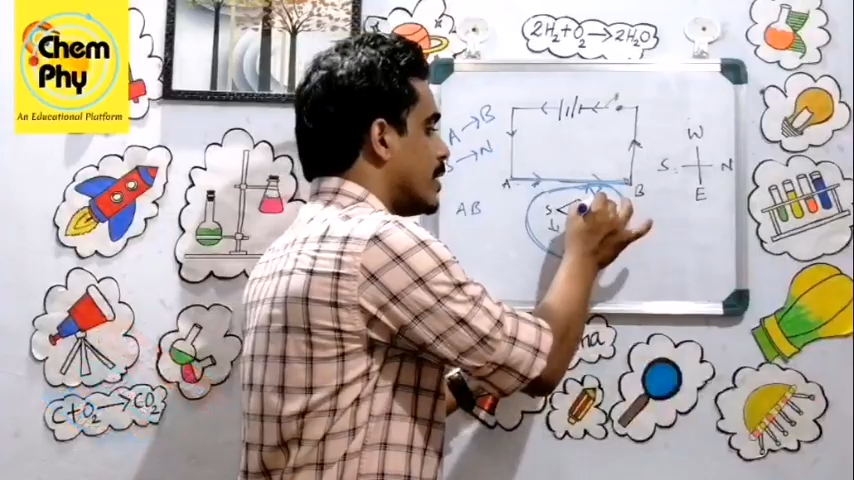 Chem
Phy
An Educational Platform
2H₂+O₂→2H₂O
A → B
→ N
A
B
W
S
N
E
AB
S
C+O₂→CO₂